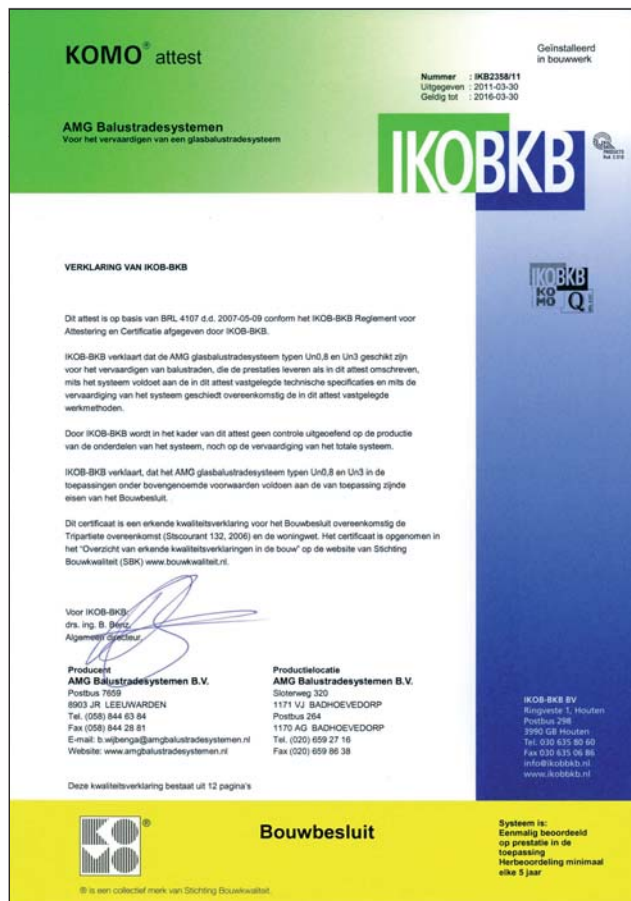 KOMO® attest
Geïnstalleerd
in bouwwerk
Nummer : IKB2358/11
Uitgegeven : 2011-03-30
Geldig tot : 2016-03-30
AMG Balustradesystemen
Voor het vervaardigen van een glasbalustradesysteem
IKOBKB
PRODUCTS
VERKLARING VAN IKOB-BKB
IKOBKB
KO
MO
Q
Dit attest is op basis van BRL 4107 d.d. 2007-05-09 conform het IKOB-BKB Reglement voor
Attestering en Certificatie afgegeven door IKOB-BKB.
IKOB-BKB verklaart dat de AMG glasbalustradesysteem typen Un0,8 en Un3 geschikt zijn
voor het vervaardigen van balustraden, die de prestaties leveren als in dit attest omschreven,
mits het systeem voldoet aan de in dit attest vastgelegde technische specificaties en mits de
vervaardiging van het systeem geschiedt overeenkomstig de in dit attest vastgelegde
werkmethoden.
Door IKOB-BKB wordt in het kader van dit attest geen controle uitgeoefend op de productie
van de onderdelen van het systeem, noch op de vervaardiging van het totale systeem.
IKOB-BKB verklaart, dat het AMG glasbalustradesysteem typen Un0,8 en Un3 in de
toepassingen onder bovengenoemde voorwaarden voldoen aan de van toepassing zijnde
eisen van het Bouwbesluit.
Dit certificaat is een erkende kwaliteitsverklaring voor het Bouwbesluit overeenkomstig de
Tripartiete overeenkomst (Stscourant 132, 2006) en de woningwet. Het certificaat is opgenomen in
het "Overzicht van erkende kwaliteitsverklaringen in de bouw" op de website van Stichting
Bouwkwaliteit (SBK) www.bouwkwaliteit.nl.
Voor IKOB-BKB,
drs. ing. B. Benz,
Algemeen directeur,
Producent
AMG Balustradesystemen B.V.
Postbus 7659
8903 JR LEEUWARDEN
Tel. (058) 844 63 84
Fax (058) 844 28 81
E-mail: b.wijbenga@amgbalustradesystemen.nl
Website: www.amgbalustradesystemen.nl
Productielocatie
AMG Balustradesystemen B.V.
Sloterweg 320
1171 VJ BADHOEVEDORP
Postbus 264
1170 AG BADHOEVEDORP
Tel. (020) 659 27 16
Fax (020) 659 86 38
IKOB-BKB BV
Ringveste 1, Houten
Postbus 298
3990 GB Houten
Tel. 030 635 80 60
Fax 030 635 06 86
info@ikobbkb.nl
www.ikobbkb.nl
Deze kwaliteitsverklaring bestaat uit 12 pagina's
KOMO®
Bouwbesluit
Systeem is:
Eenmalig beoordeeld
op prestatie in de
toepassing
Herbeoordeling minimaal
elke 5 jaar
® is een collectief merk van Stichting Bouwkwaliteit.